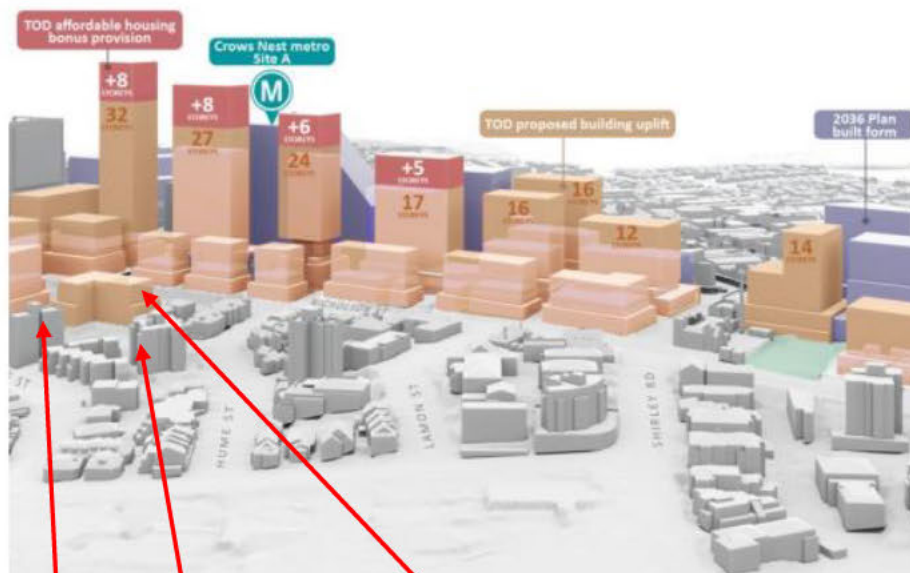 TOD affordable housing
bonus provision
Crows Nest metro
Site A
M
+8
STOREYS
32
STOREYS
+8
STOREYS
27
STOREYS
+6
STOREYS
24
STOREYS
+5
STOREYS
17
STOREYS
TOD proposed building uplift
2036 Plan
built form
16
STOREYS
16
STOREYS
12
STOREYS
14
STOREYS
ST
HUME ST
LAMON ST
SHIRLEY RD